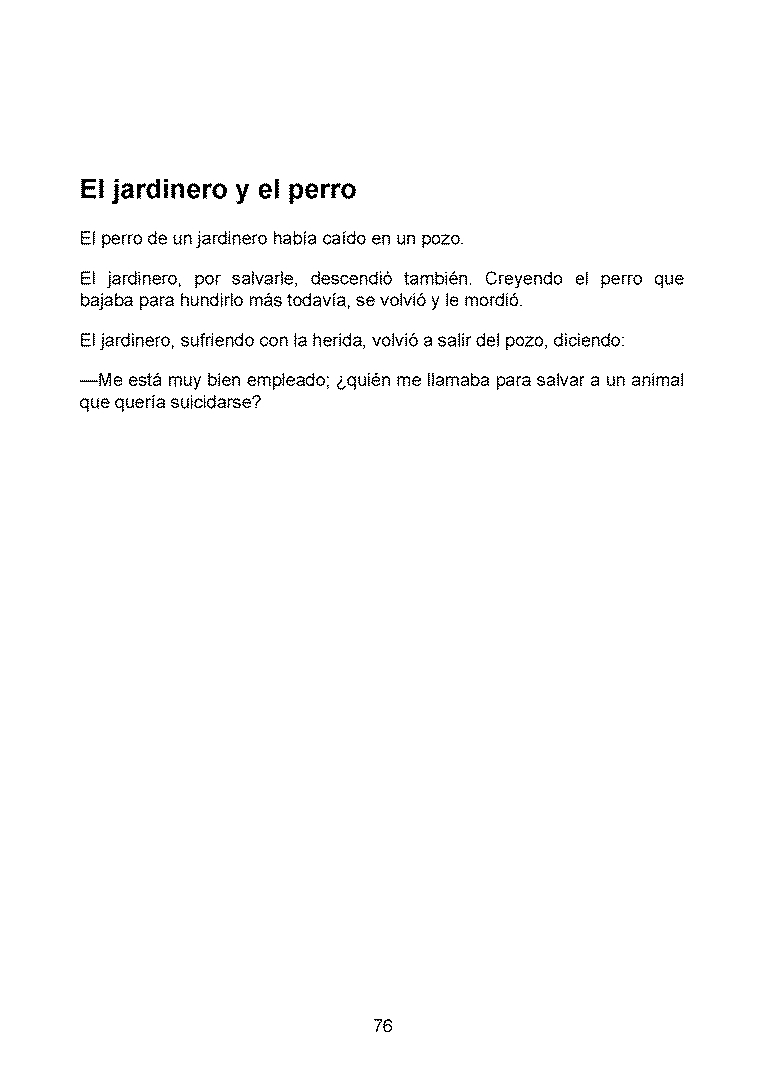 El jardinero y el perro
El perro de un jardinero había caído en un pozo.
El jardinero, por salvarle, descendió también. Creyendo el perro que
bajaba para hundirlo más todavía, se volvió y le mordió.
El jardinero, sufriendo con la herida, volvió a salir del pozo, diciendo:
—Me está muy bien empleado; ¿quién me llamaba para salvar a un animal
que quería suicidarse?
76